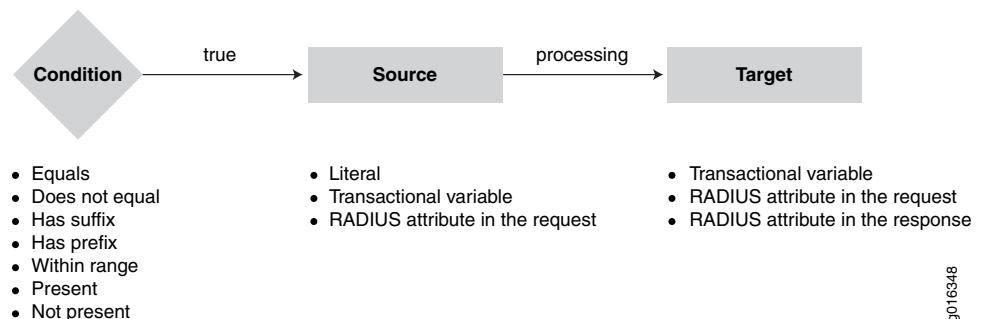 true
processing
Condition
Source
Target
• Equals
• Does not equal
• Has suffix
• Has prefix
• Within range
• Present
• Not present
• Literal
• Transactional variable
• RADIUS attribute in the request
• Transactional variable
• RADIUS attribute in the request
• RADIUS attribute in the response
g016348